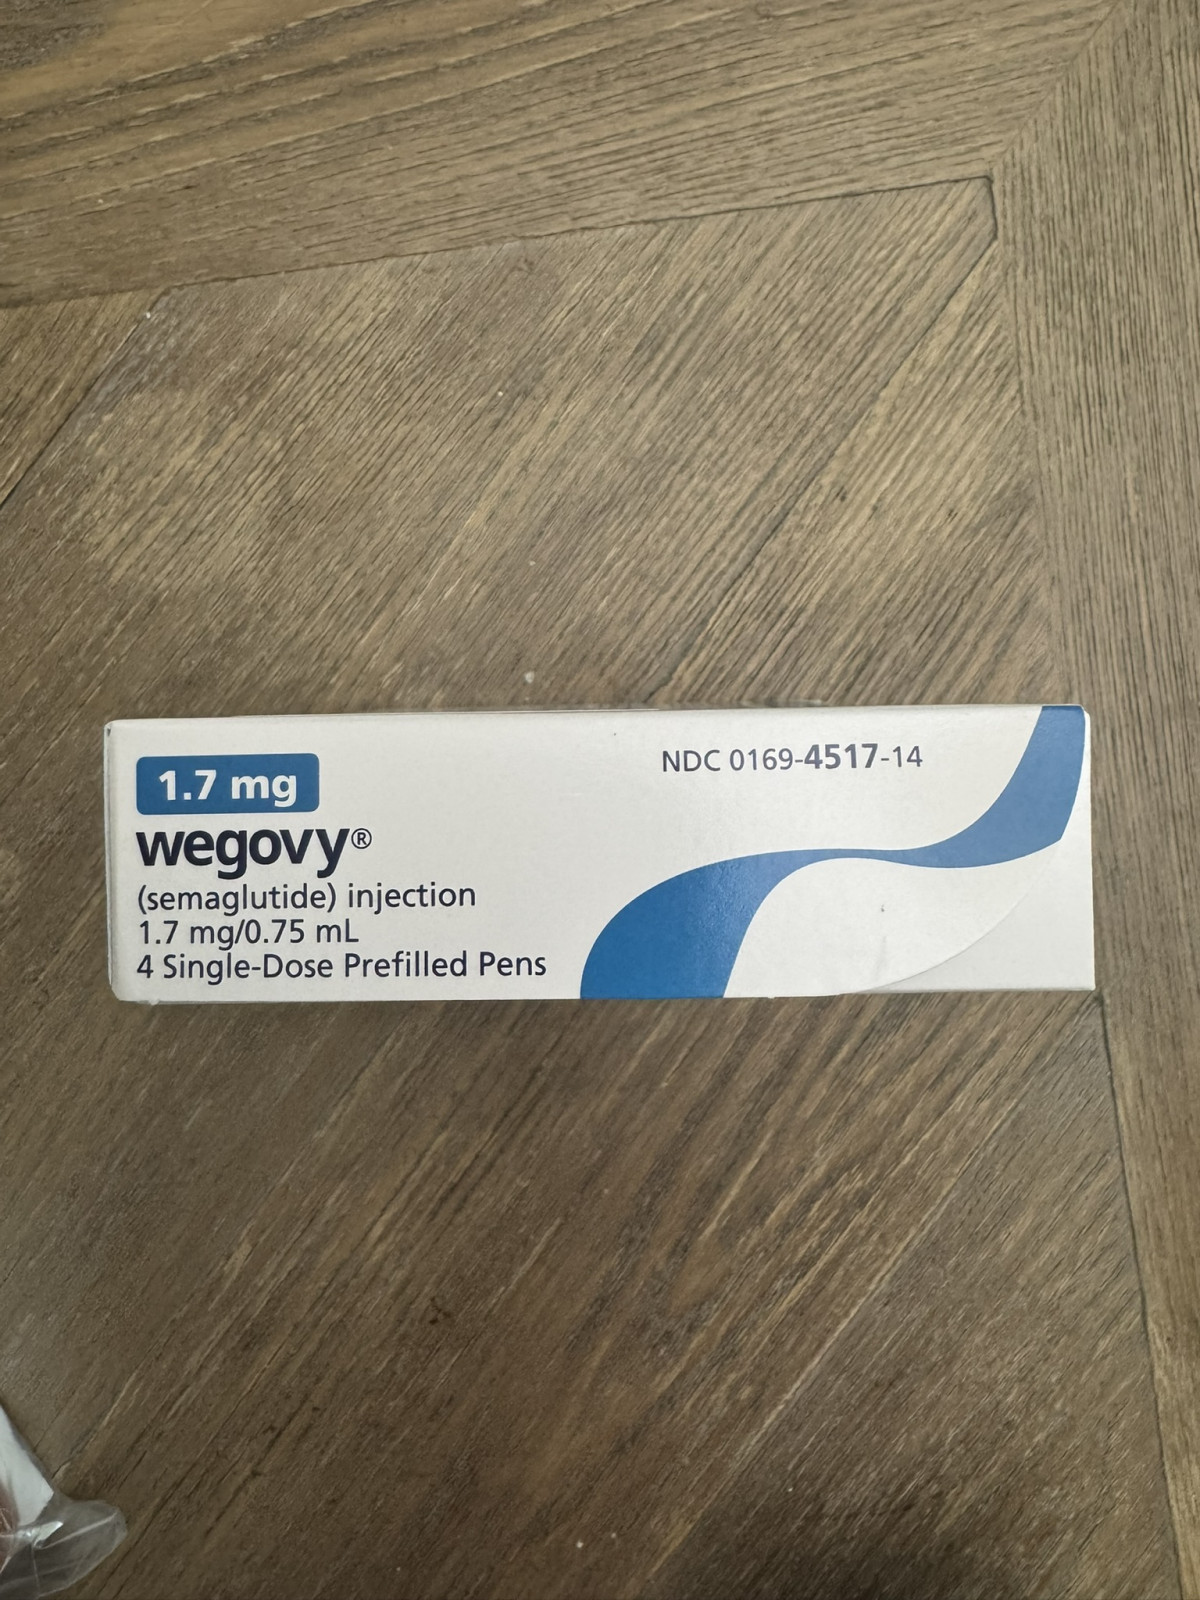 NDC 0169-4517-14
1.7 mg
wegovy®
(semaglutide) injection
1.7 mg/0.75 mL
4 Single-Dose Prefilled Pens